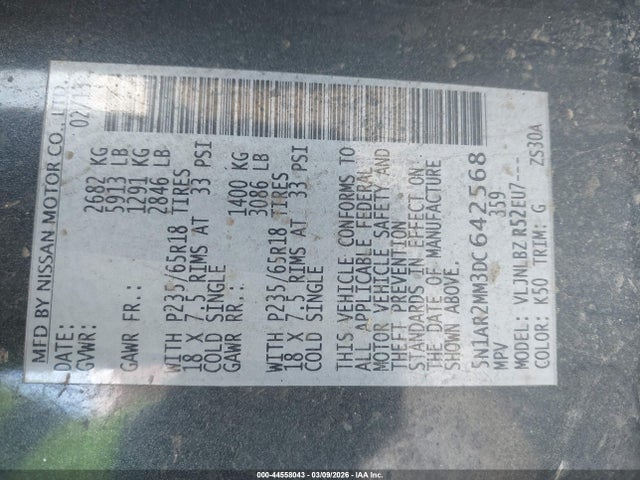 MFD BY NISSAN MOTOR CO., LTD.
DATE: 02/13
GVWR: 2682 KG
5913 LB
GAWR FR.: 1291 KG
2846 LB
WITH P235/65R18 TIRES
18 X 7.5 RIMS AT 33 PSI
COLD SINGLE
GAWR RR.: 1400 KG
3086 LB
WITH P235/65R18 TIRES
18 X 7.5 RIMS AT 33 PSI
COLD SINGLE
THIS VEHICLE CONFORMS TO
ALL APPLICABLE FEDERAL
MOTOR VEHICLE SAFETY AND
THEFT PREVENTION
STANDARDS IN EFFECT ON
THE DATE OF MANUFACTURE
SHOWN ABOVE.
5N1AR2MM3DC642568
MPV 359
MODEL: VLJNLBZ R52EU7---
COLOR: K50 TRIM: G ZS30A
000-44558043 - 03/09/2026 - IAA Inc.